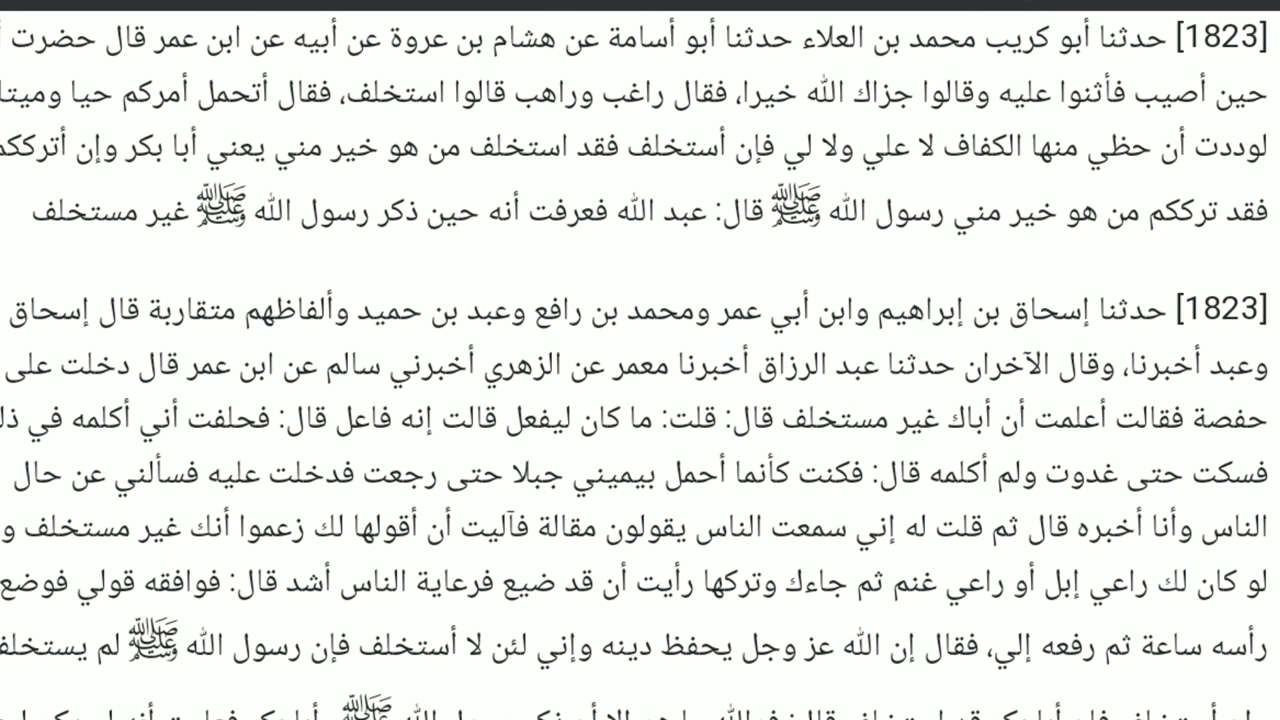 [1823] حدثنا أبو كريب محمد بن العلاء حدثنا أبو أسامة عن هشام بن عروة عن أبيه عن ابن عمر قال حضرت
حين أصيب فأثنوا عليه وقالوا جزاك الله خيرا، فقال راغب وراهب قالوا استخلف، فقال أتحمل أمركم حيا وميتا
لوددت أن حظي منها الكفاف لا علي ولا لي فإن أستخلف فقد استخلف من هو خير مني يعني أبا بكر وإن أترككم
فقد ترككم من هو خير مني رسول الله ﷺ قال: عبد الله فعرفت أنه حين ذكر رسول الله ﷺ غير مستخلف
[1823] حدثنا إسحاق بن إبراهيم وابن أبي عمر ومحمد بن رافع وعبد بن حميد وألفاظهم متقاربة قال إسحاق
وعبد أخبرنا، وقال الآخران حدثنا عبد الرزاق أخبرنا معمر عن الزهري أخبرني سالم عن ابن عمر قال دخلت على
حفصة فقالت أعلمت أن أباك غير مستخلف قال: قلت: ما كان ليفعل قالت إنه فاعل قال: فحلفت أني أكلمه في
فسكت حتى غدوت ولم أكلمه قال: فكنت كأنما أحمل بيميني جبلا حتى رجعت فدخلت عليه فسألني عن حال
الناس وأنا أخبره قال ثم قلت له إني سمعت الناس يقولون مقالة فآليت أن أقولها لك زعموا أنك غير مستخلف و
لو كان لك راعي إبل أو راعي غنم ثم جاءك وتركها رأيت أن قد ضيع فرعاية الناس أشد قال: فوافقه قولي فوضع
رأسه ساعة ثم رفعه إلي، فقال إن الله عز وجل يحفظ دينه وإني لئن لا أستخلف فإن رسول الله ﷺ لم يستخلف